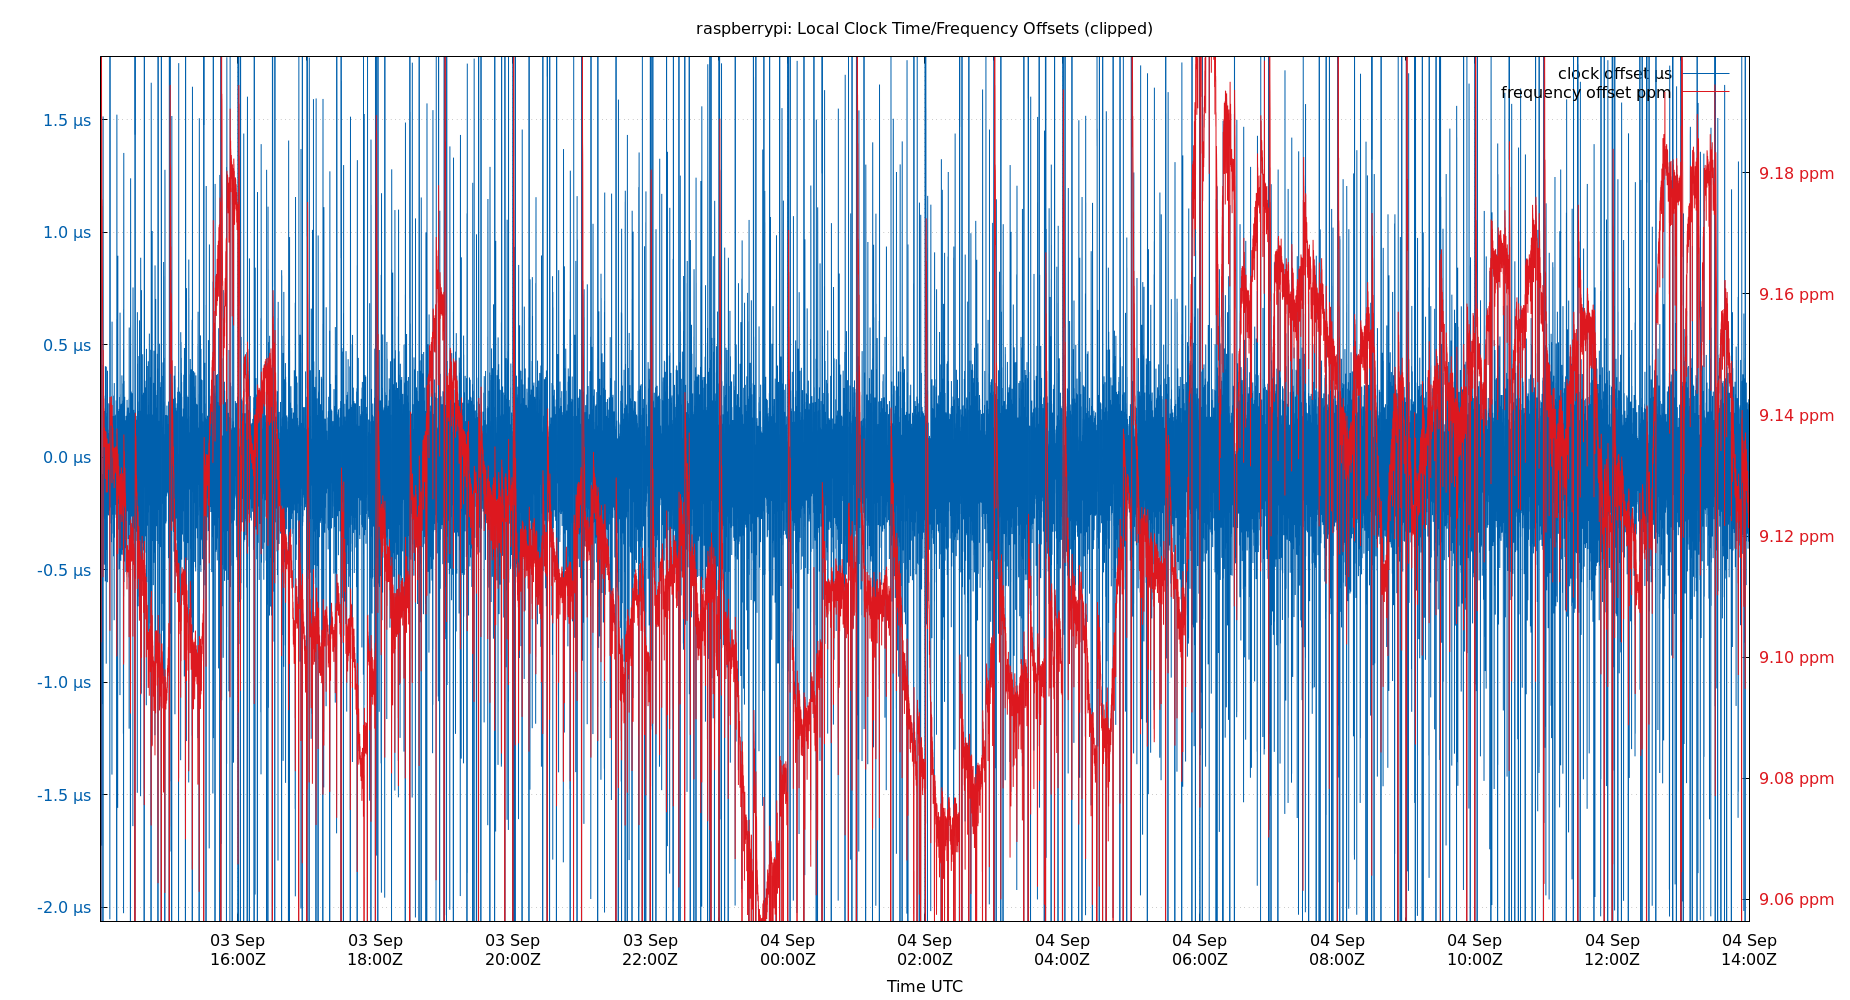 raspberrypi: Local Clock Time/Frequency Offsets (clipped)
clock offset µs
frequency offset ppm
1.5 µs
1.0 µs
0.5 µs
0.0 µs
-0.5 µs
-1.0 µs
-1.5 µs
-2.0 µs
9.18 ppm
9.16 ppm
9.14 ppm
9.12 ppm
9.10 ppm
9.08 ppm
9.06 ppm
03 Sep 03 Sep 03 Sep 03 Sep 04 Sep 04 Sep 04 Sep 04 Sep 04 Sep 04 Sep 04 Sep 04 Sep
16:00Z 18:00Z 20:00Z 22:00Z 00:00Z 02:00Z 04:00Z 06:00Z 08:00Z 10:00Z 12:00Z 14:00Z
Time UTC